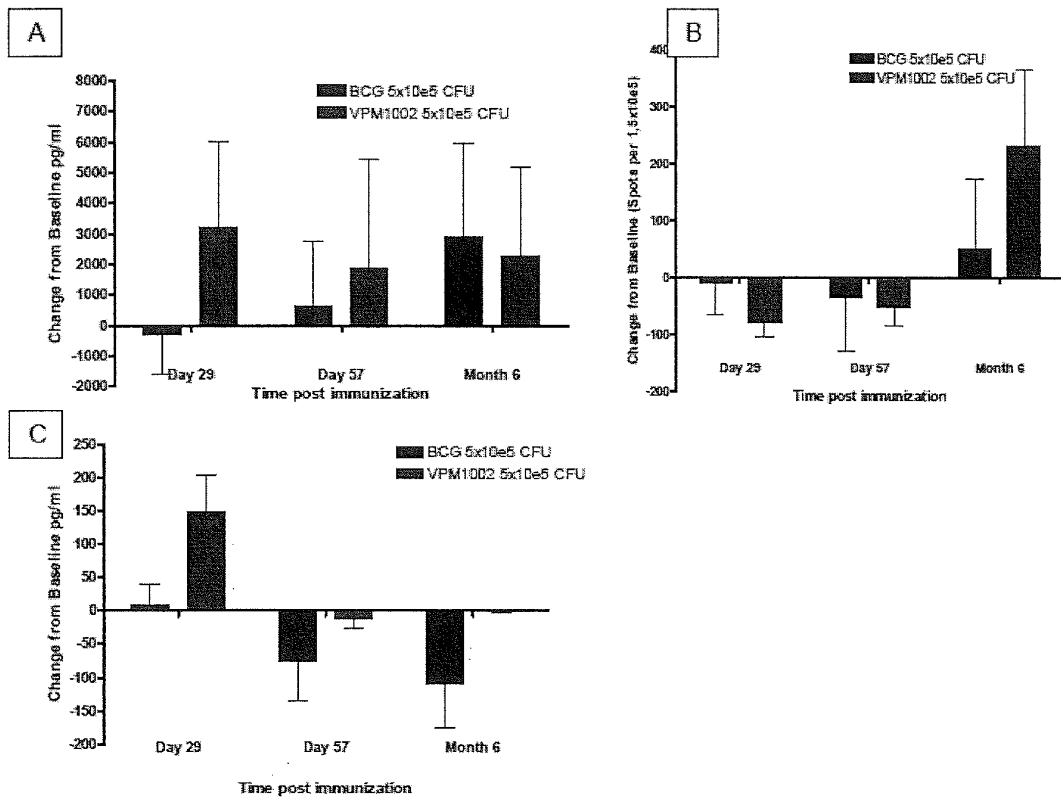 A
8000
7000
6000
5000
4000
3000
2000
1000
0
-1000
-2000
Change from Baseline pg/ml
BCG 5x10e5 CFU
VPM1002 5x10e5 CFU
Day 29 Day 57 Month 6
Time post immunization
B
400
300
200
100
0
-100
-200
Change from Baseline (Spots per 1,5x10e5)
BCG 5x10e5 CFU
VPM1002 5x10e5 CFU
Day 29 Day 57 Month 6
Time post immunization
C
250
200
150
100
50
0
-50
-100
-150
-200
Change from Baseline pg/ml
BCG 5x10e5 CFU
VPM1002 5x10e5 CFU
Day 29 Day 57 Month 6
Time post immunization